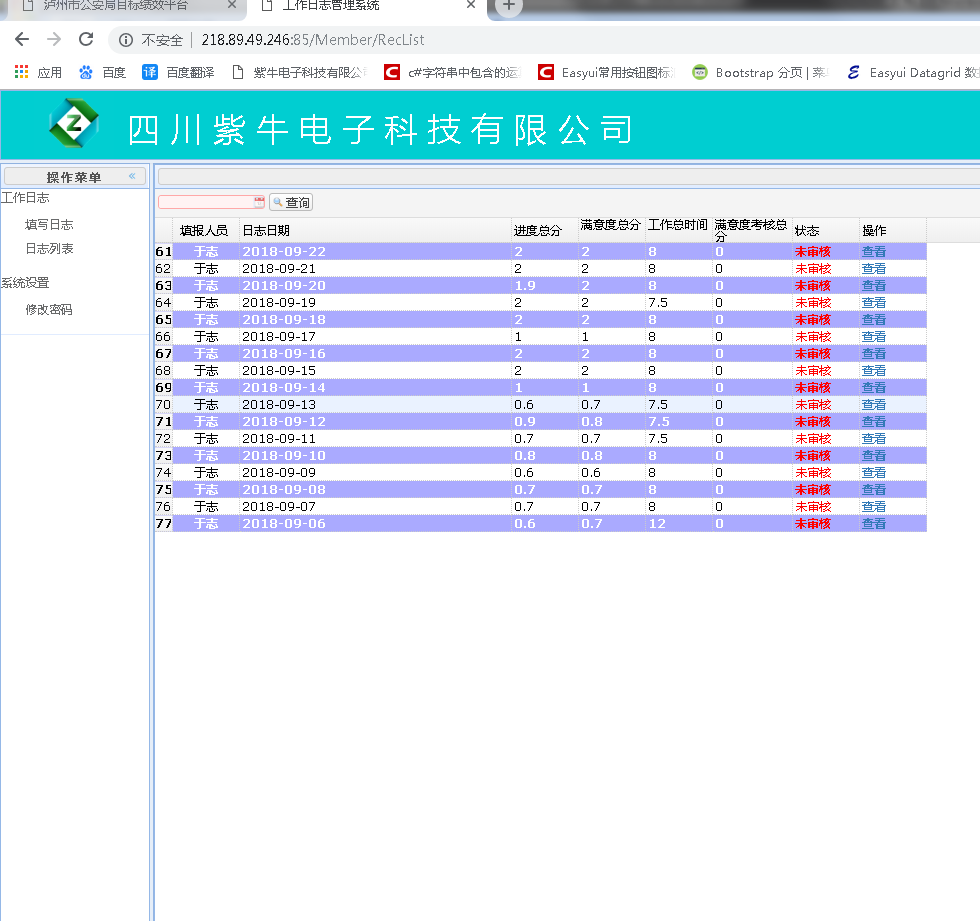 泸州市公安局目标绩效平台
工作日志管理系统
不安全 218.89.49.246:85/Member/RecList
应用 百度 百度翻译 紫牛电子科技有限公 c#字符串中包含的运 Easyui常用按钮图标 Bootstrap 分页 | 菜 Easyui Datagrid 数
四川紫牛电子科技有限公司
操作菜单 «
工作日志
填写日志
日志列表
系统设置
修改密码
查询
填报人员 日志日期 进度总分 满意度总分 工作总时间 满意度考核总分 状态 操作
61 于志 2018-09-22 2 2 8 0 未审核 查看
62 于志 2018-09-21 2 2 8 0 未审核 查看
63 于志 2018-09-20 1.9 2 8 0 未审核 查看
64 于志 2018-09-19 2 2 7.5 0 未审核 查看
65 于志 2018-09-18 2 2 8 0 未审核 查看
66 于志 2018-09-17 1 1 8 0 未审核 查看
67 于志 2018-09-16 2 2 8 0 未审核 查看
68 于志 2018-09-15 2 2 8 0 未审核 查看
69 于志 2018-09-14 1 1 8 0 未审核 查看
70 于志 2018-09-13 0.6 0.7 7.5 0 未审核 查看
71 于志 2018-09-12 0.9 0.8 7.5 0 未审核 查看
72 于志 2018-09-11 0.7 0.7 7.5 0 未审核 查看
73 于志 2018-09-10 0.8 0.8 8 0 未审核 查看
74 于志 2018-09-09 0.6 0.6 8 0 未审核 查看
75 于志 2018-09-08 0.7 0.7 8 0 未审核 查看
76 于志 2018-09-07 0.7 0.7 8 0 未审核 查看
77 于志 2018-09-06 0.6 0.7 12 0 未审核 查看